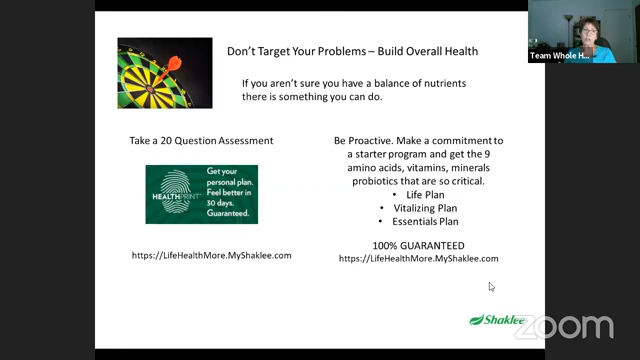 Don't Target Your Problems – Build Overall Health
If you aren't sure you have a balance of nutrients
there is something you can do.
Take a 20 Question Assessment
HEALTHPRINT
Get your
personal plan.
Feel better in
30 days.
Guaranteed.
https://LifeHealthMore.MyShaklee.com
Be Proactive. Make a commitment to
a starter program and get the 9
amino acids, vitamins, minerals
probiotics that are so critical.
• Life Plan
• Vitalizing Plan
• Essentials Plan
100% GUARANTEED
https://LifeHealthMore.MyShaklee.com
Shaklee
zoom
Team Whole H...